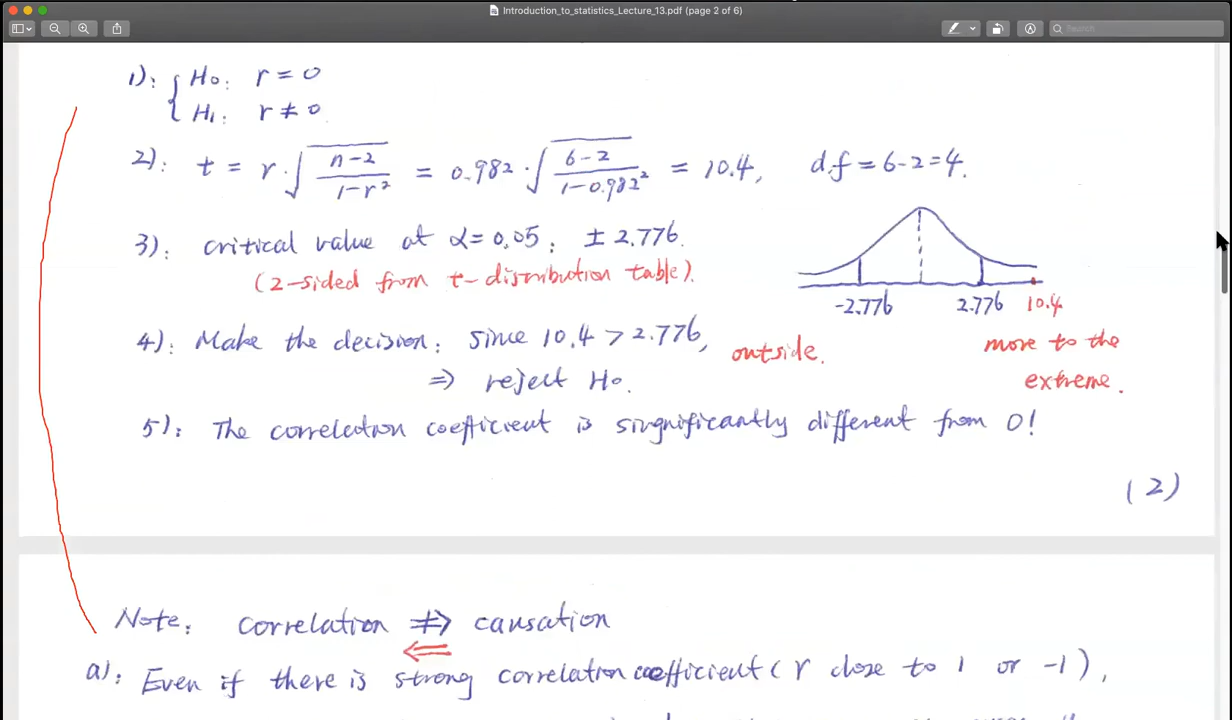 Introduction_to_statistics_Lecture_13.pdf (page 2 of 6)
Search
1): { H0: r = 0
H1: r ≠ 0
2): t = r · √((n-2)/(1-r²)) = 0.982 · √((6-2)/(1-0.982²)) = 10.4, d.f = 6-2=4.
3): critical value at α=0.05: ± 2.776.
(2-sided from t-distribution table).
-2.776 2.776 10.4
4): Make the decision: since 10.4 > 2.776, outside.
move to the
extreme.
⇒ reject H0.
5): The correlation coefficient is singnificantly different from 0!
(2)
Note: correlation ⇏ causation
⇐
a): Even if there is strong correlation coefficient (r close to 1 or -1),